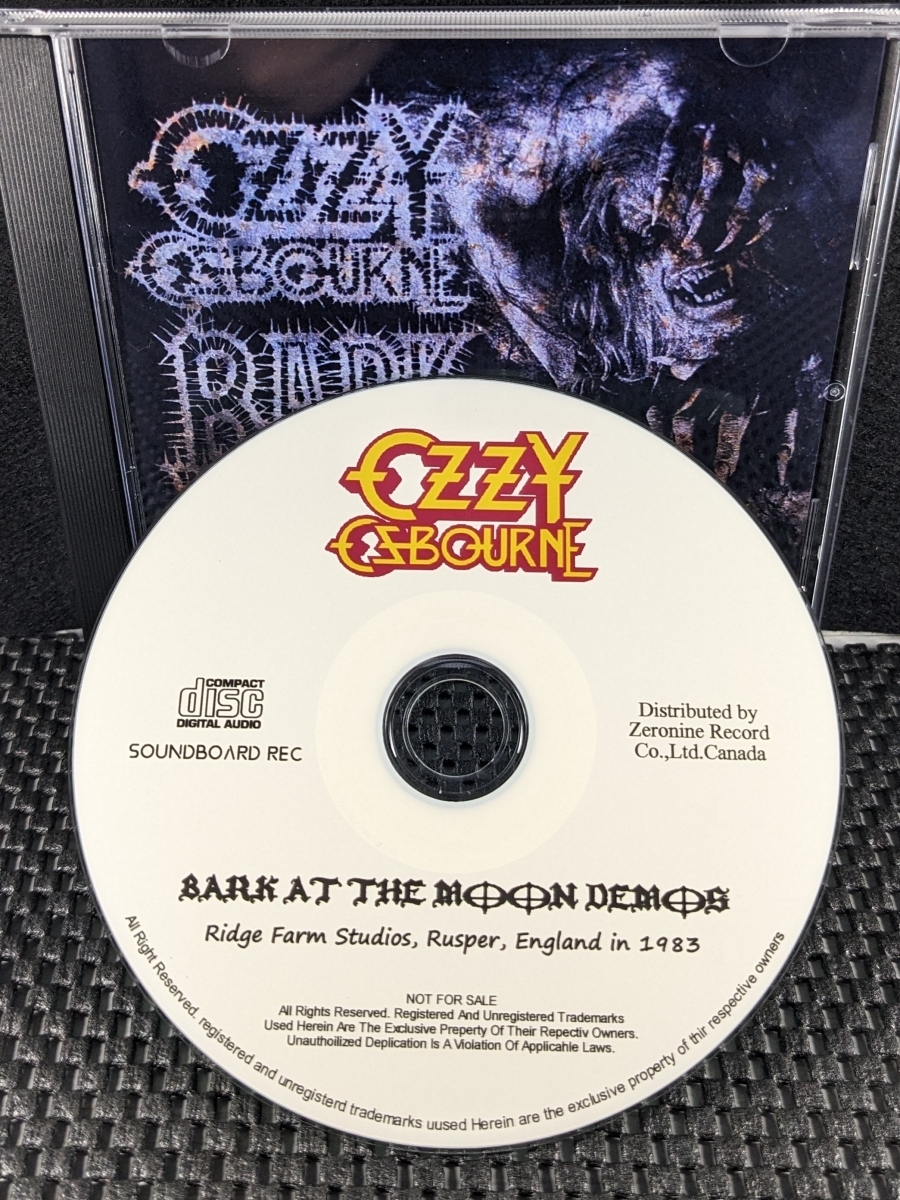 OZZY
OSBOURNE
BARK
OZZY
OSBOURNE
COMPACT
disc
DIGITAL AUDIO
SOUNDBOARD REC
Distributed by
Zeronine Record
Co.,Ltd.Canada
BARK AT THE MOON DEMOS
Ridge Farm Studios, Rusper, England in 1983
NOT FOR SALE
All Rights Reserved. Registered And Unregistered Trademarks
Used Herein Are The Exclusive Preperty Of Their Repectiv Owners.
Unauthoilized Deplication Is A Violation Of Applicahle Laws.
All Right Reserved. registered and unregisterd trademarks uused Herein are the exclusive property of thir respective owners